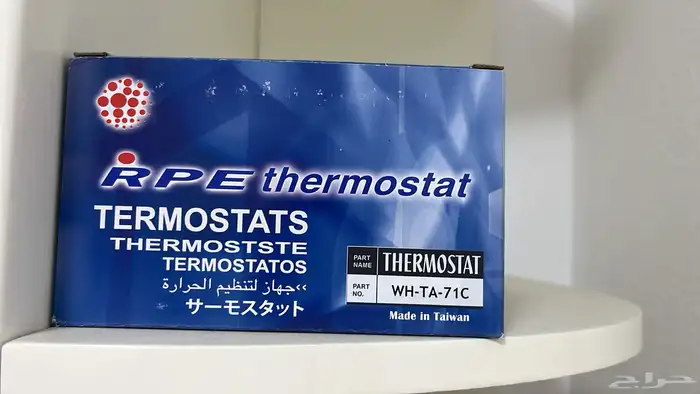 RPE thermostat
TERMOSTATS
THERMOSTSTE
TERMOSTATOS
جهاز لتنظيم الحرارة››
サーモスタット
PART NAME THERMOSTAT
PART NO. WH-TA-71C
Made in Taiwan
حراج